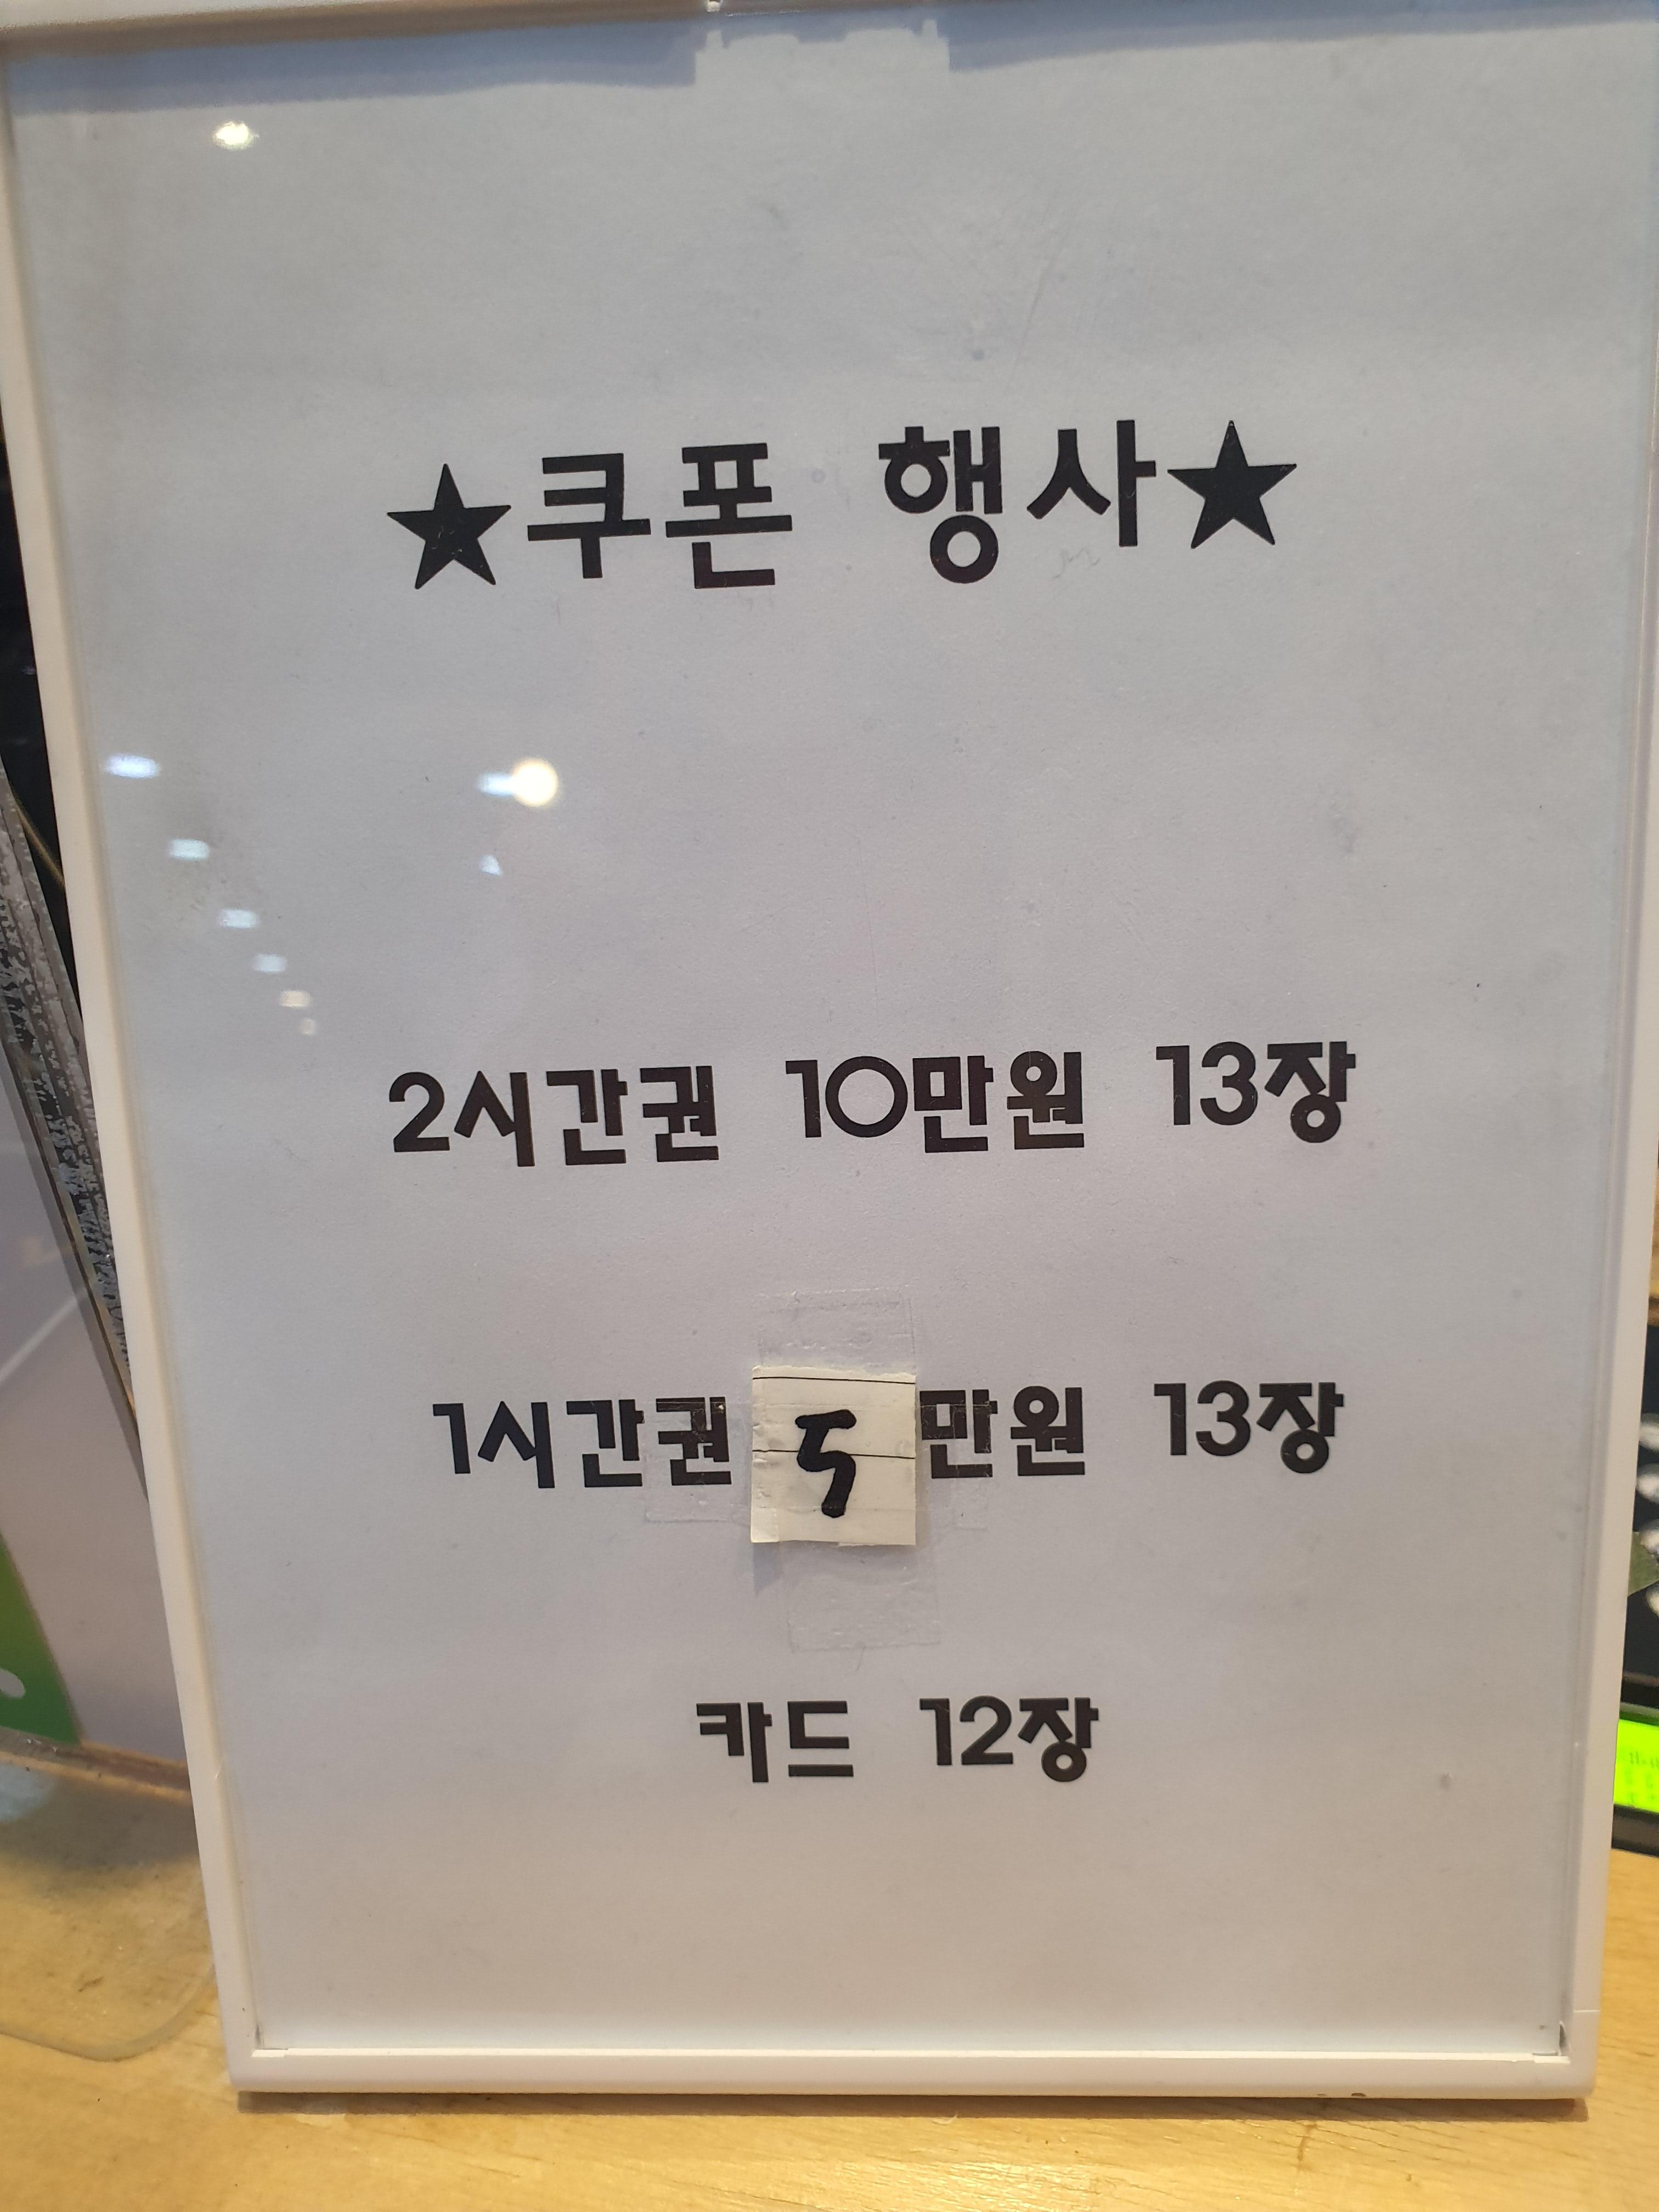 ★쿠폰 행사★
2시간권 10만원 13장
1시간권 5만원 13장
카드 12장